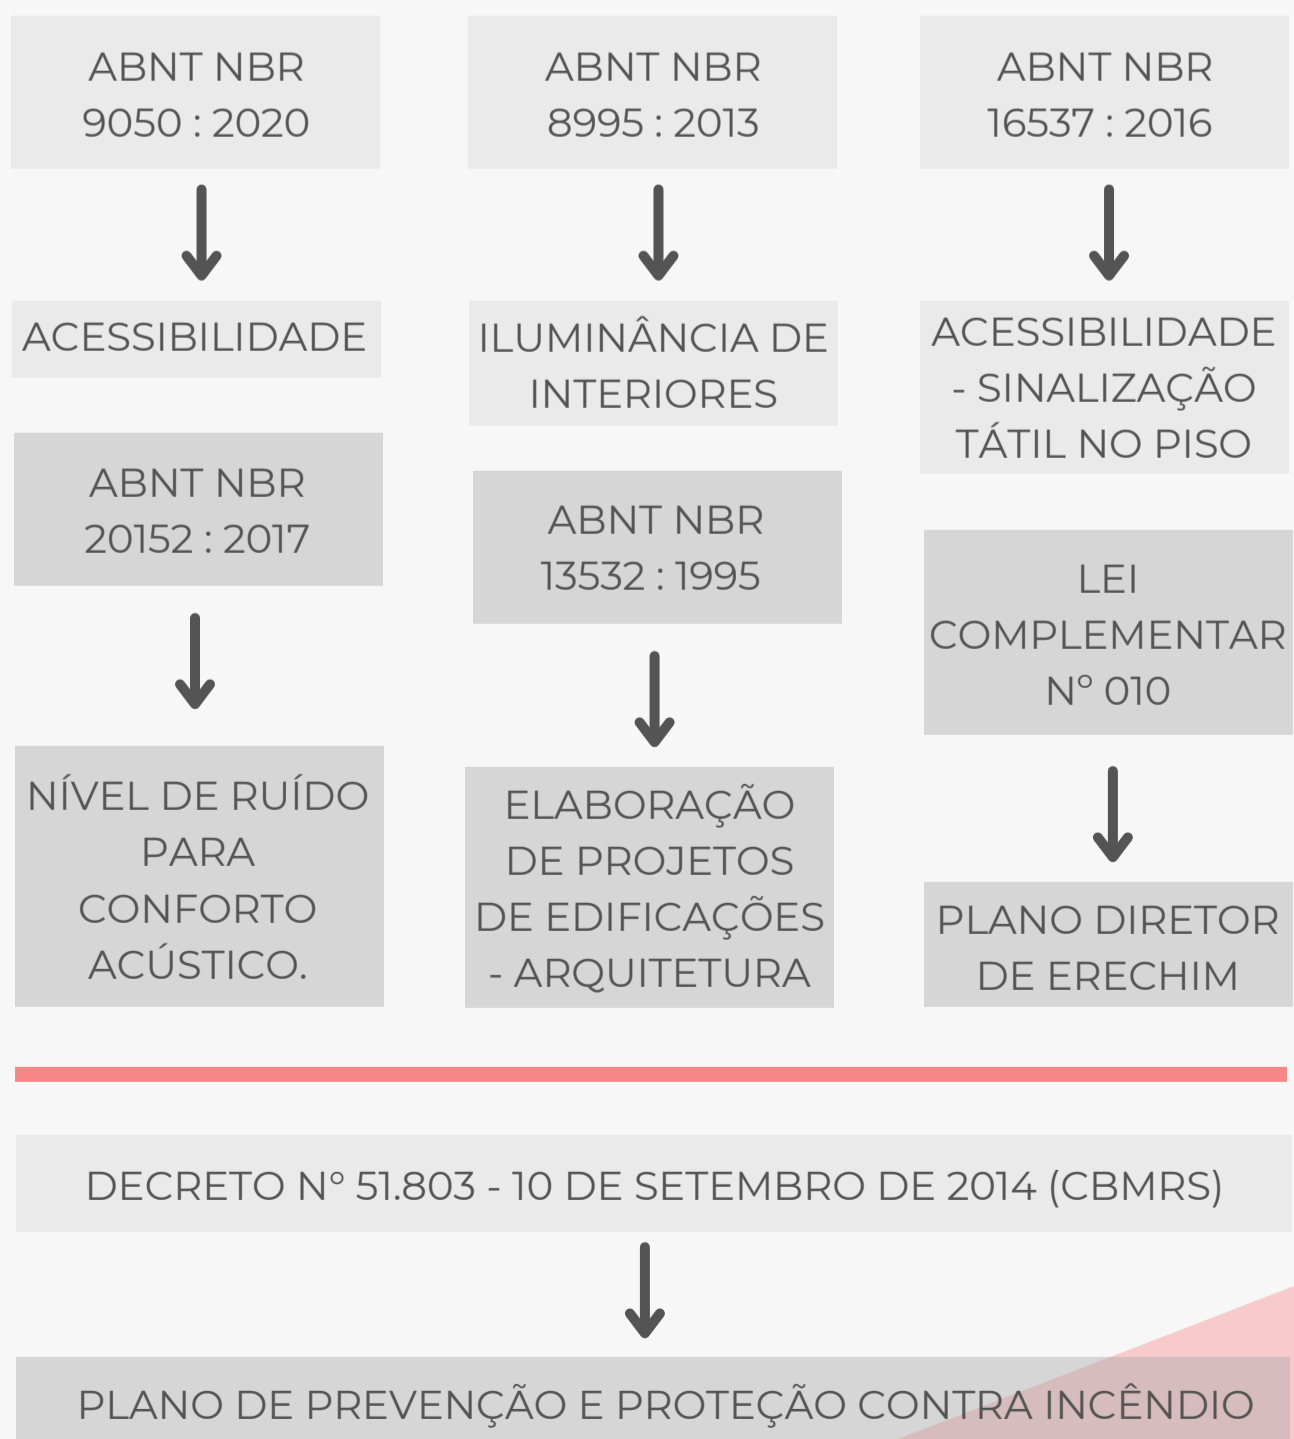 ABNT NBR
9050 : 2020
ACESSIBILIDADE
ABNT NBR
8995 : 2013
ILUMINÂNCIA DE
INTERIORES
ABNT NBR
16537 : 2016
ACESSIBILIDADE
- SINALIZAÇÃO
TÁTIL NO PISO
ABNT NBR
20152 : 2017
NÍVEL DE RUÍDO
PARA
CONFORTO
ACÚSTICO.
ABNT NBR
13532 : 1995
ELABORAÇÃO
DE PROJETOS
DE EDIFICAÇÕES
- ARQUITETURA
LEI
COMPLEMENTAR
Nº 010
PLANO DIRETOR
DE ERECHIM
DECRETO Nº 51.803 - 10 DE SETEMBRO DE 2014 (CBMRS)
PLANO DE PREVENÇÃO E PROTEÇÃO CONTRA INCÊNDIO